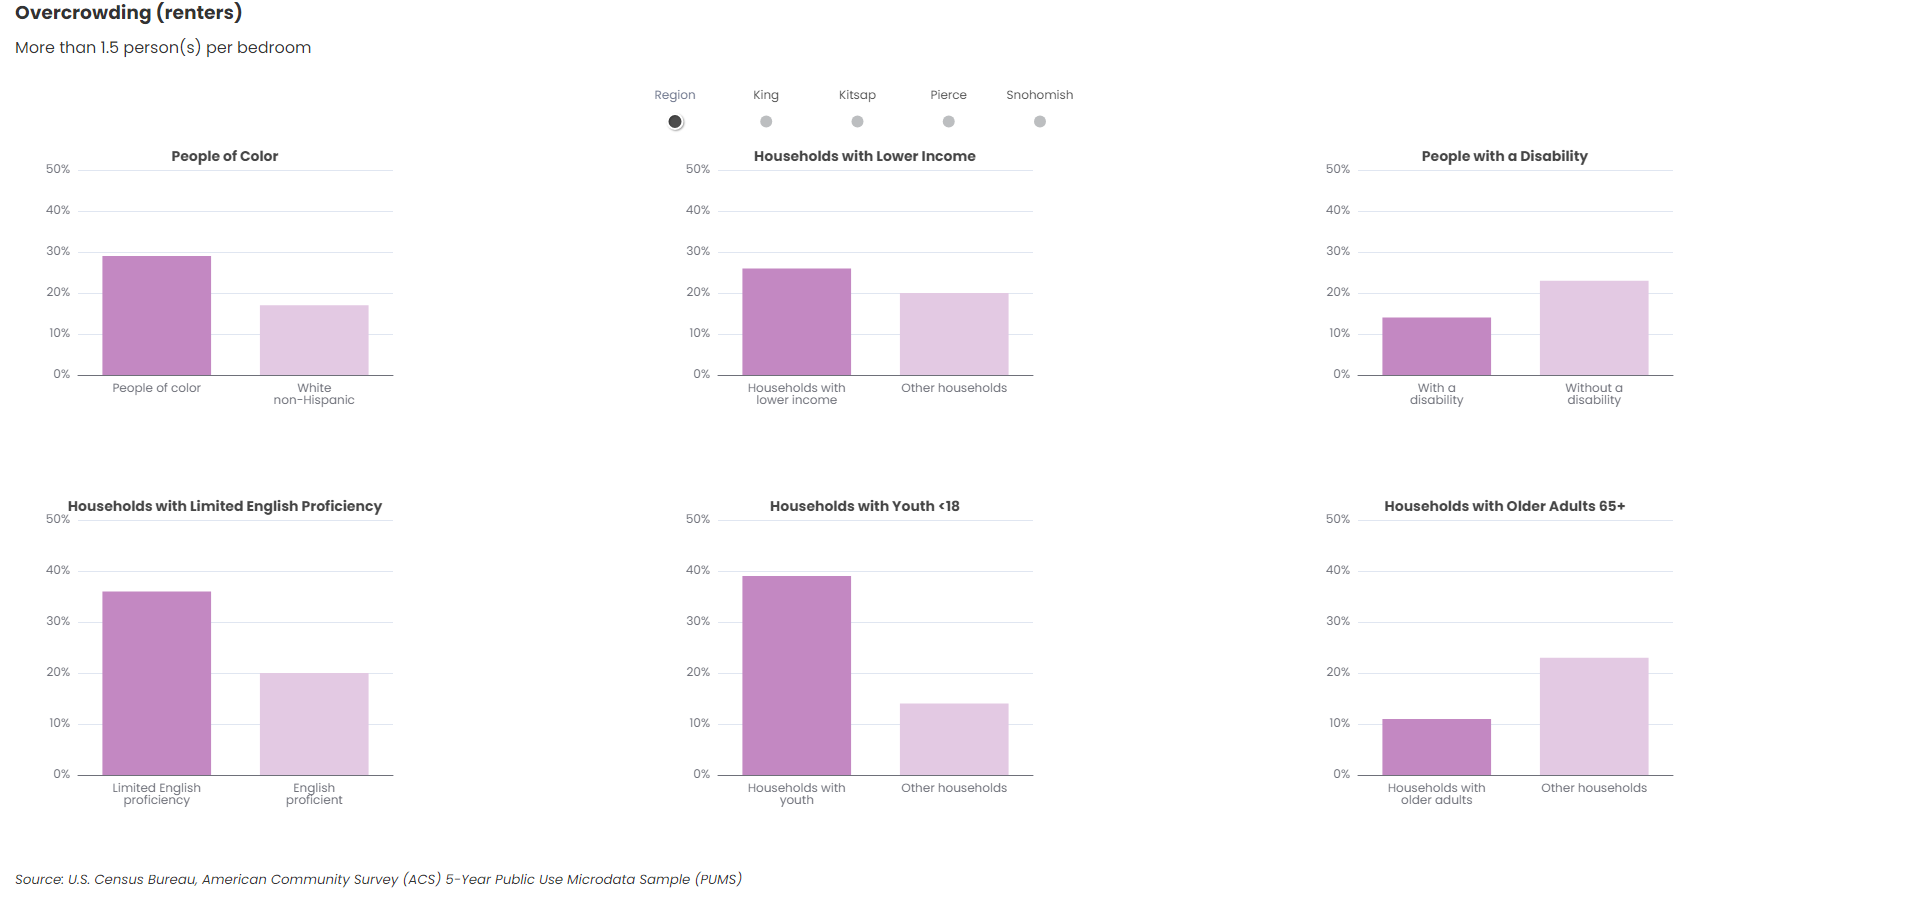 Overcrowding (renters)
More than 1.5 person(s) per bedroom
Region King Kitsap Pierce Snohomish
People of Color
50%
40%
30%
20%
10%
0%
People of color
White
non-Hispanic
Households with Lower Income
50%
40%
30%
20%
10%
0%
Households with
lower income
Other households
People with a Disability
50%
40%
30%
20%
10%
0%
With a
disability
Without a
disability
Households with Limited English Proficiency
50%
40%
30%
20%
10%
0%
Limited English
proficiency
English
proficient
Households with Youth <18
50%
40%
30%
20%
10%
0%
Households with
youth
Other households
Households with Older Adults 65+
50%
40%
30%
20%
10%
0%
Households with
older adults
Other households
Source: U.S. Census Bureau, American Community Survey (ACS) 5-Year Public Use Microdata Sample (PUMS)